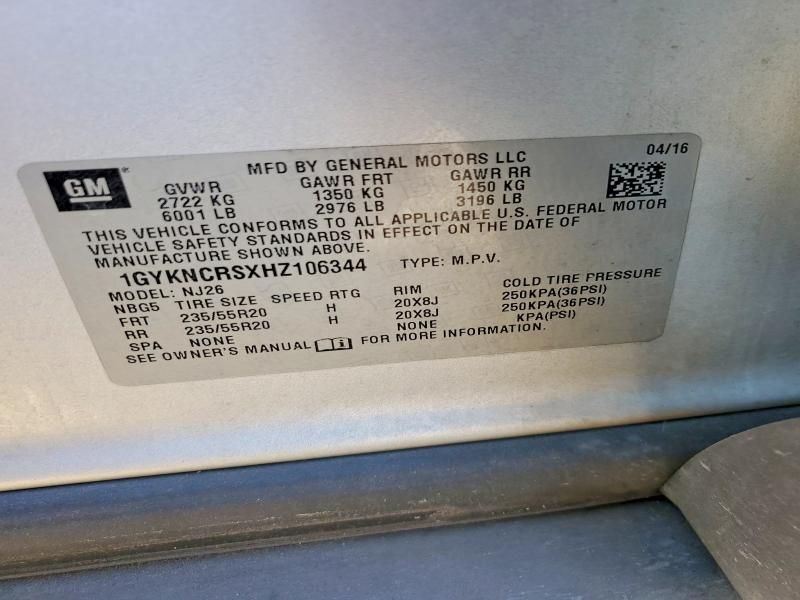 MFD BY GENERAL MOTORS LLC 04/16
GM
GVWR GAWR FRT GAWR RR
2722 KG 1350 KG 1450 KG
6001 LB 2976 LB 3196 LB
THIS VEHICLE CONFORMS TO ALL APPLICABLE U.S. FEDERAL MOTOR
VEHICLE SAFETY STANDARDS IN EFFECT ON THE DATE OF
MANUFACTURE SHOWN ABOVE.
1GYKNCRSXHZ106344 TYPE: M.P.V.
MODEL: NJ26
NBG5 TIRE SIZE SPEED RTG RIM COLD TIRE PRESSURE
FRT 235/55R20 H 20X8J 250KPA(36PSI)
RR 235/55R20 H 20X8J 250KPA(36PSI)
SPA NONE NONE KPA(PSI)
SEE OWNER'S MANUAL FOR MORE INFORMATION.